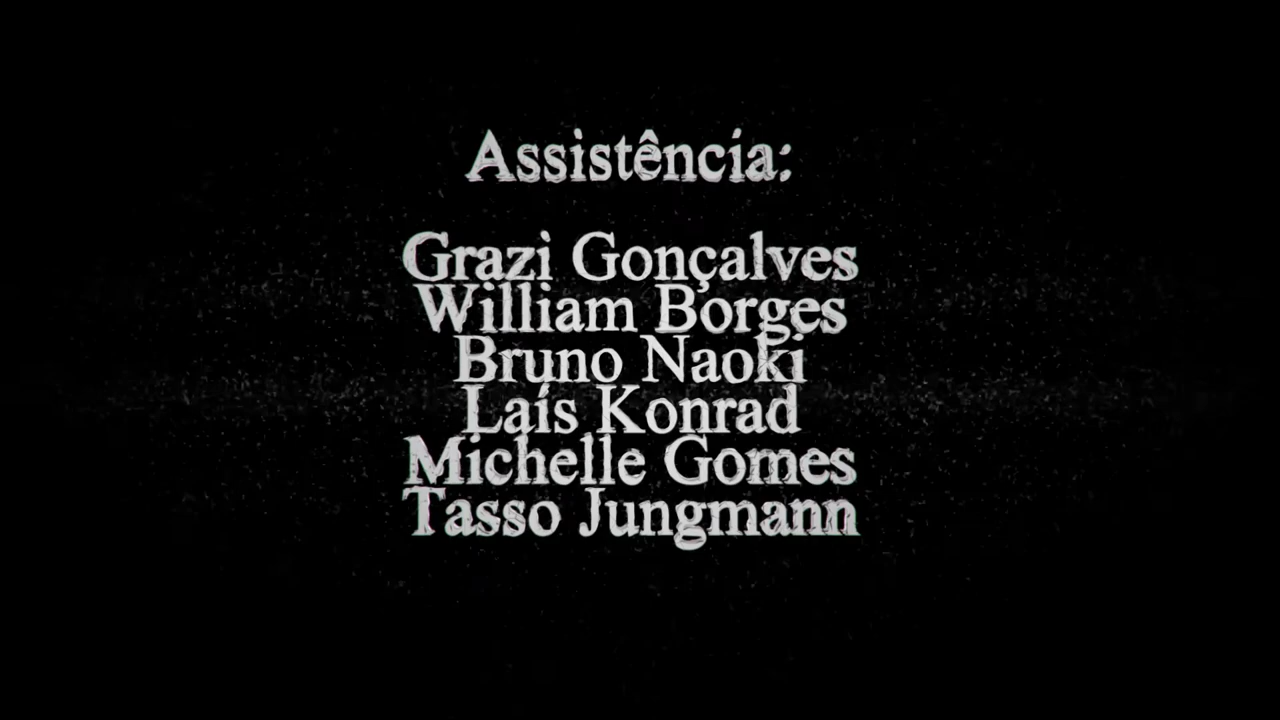 Assistência:
Grazi Gonçalves
William Borges
Bruno Naoki
Laís Konrad
Michelle Gomes
Tasso Jungmann